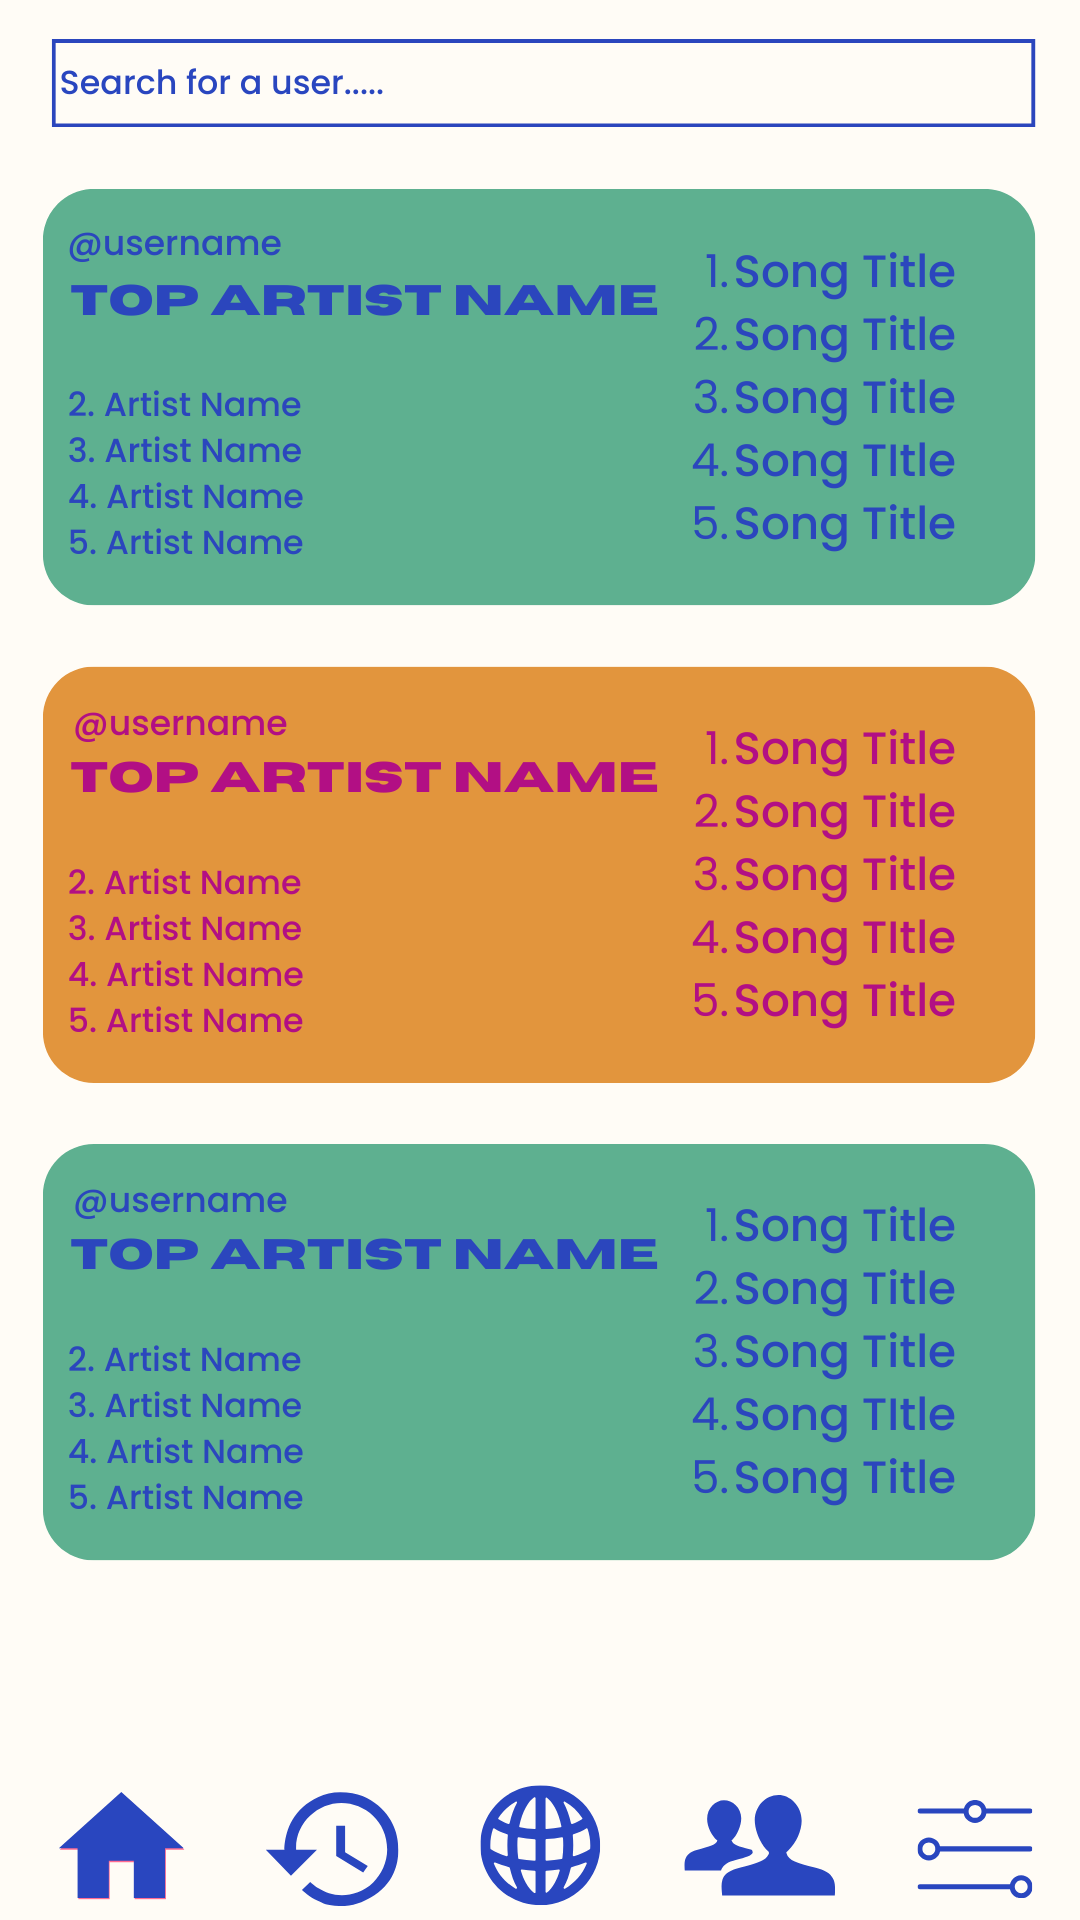 Search for a user.....
@username
TOP ARTIST NAME
2. Artist Name
3. Artist Name
4. Artist Name
5. Artist Name
1. Song Title
2. Song Title
3. Song Title
4. Song TItle
5. Song Title
@username
TOP ARTIST NAME
2. Artist Name
3. Artist Name
4. Artist Name
5. Artist Name
1. Song Title
2. Song Title
3. Song Title
4. Song TItle
5. Song Title
@username
TOP ARTIST NAME
2. Artist Name
3. Artist Name
4. Artist Name
5. Artist Name
1. Song Title
2. Song Title
3. Song Title
4. Song TItle
5. Song Title